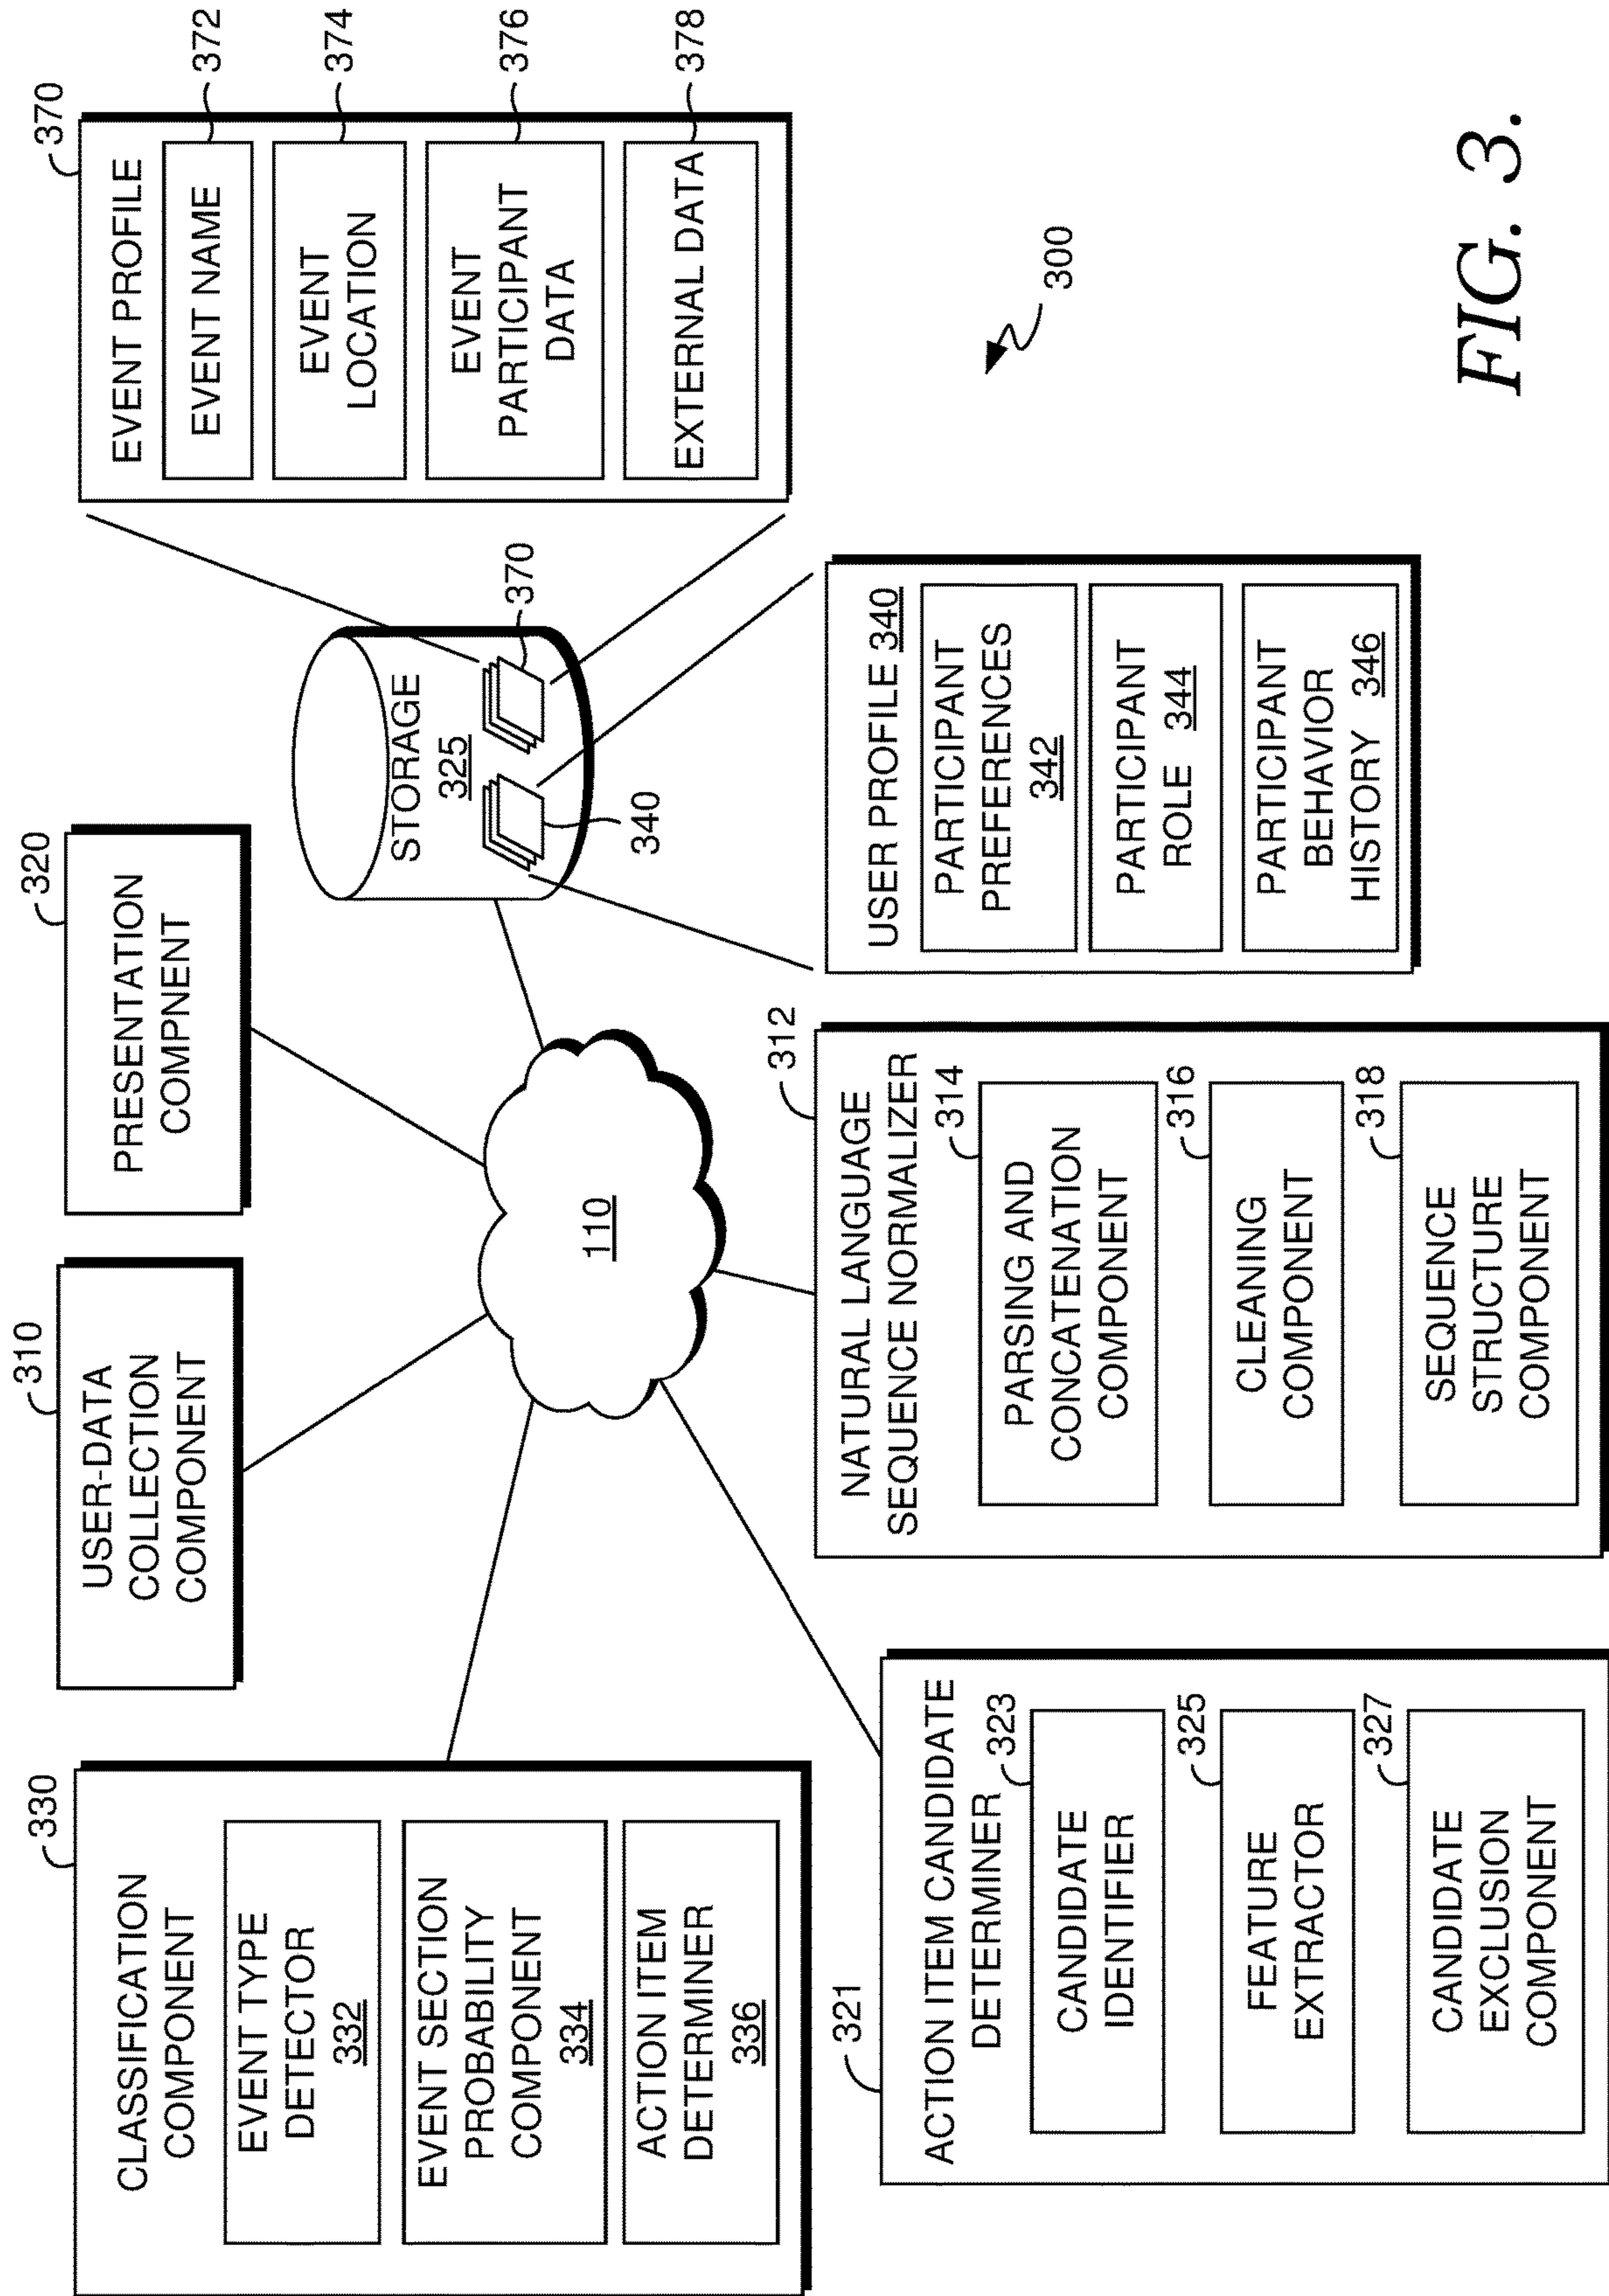 330
CLASSIFICATION
COMPONENT
EVENT TYPE
DETECTOR
332
EVENT SECTION
PROBABILITY
COMPONENT
334
ACTION ITEM
DETERMINER
336
310
USER-DATA
COLLECTION
COMPONENT
320
PRESENTATION
COMPNENT
STORAGE
325
340
370
370
EVENT PROFILE
EVENT NAME
372
EVENT
LOCATION
374
EVENT
PARTICIPANT
DATA
376
EXTERNAL DATA
378
110
321
ACTION ITEM CANDIDATE
DETERMINER
323
CANDIDATE
IDENTIFIER
325
FEATURE
EXTRACTOR
327
CANDIDATE
EXCLUSION
COMPONENT
312
NATURAL LANGUAGE
SEQUENCE NORMALIZER
314
PARSING AND
CONCATENATION
COMPONENT
316
CLEANING
COMPONENT
318
SEQUENCE
STRUCTURE
COMPONENT
USER PROFILE 340
PARTICIPANT
PREFERENCES
342
PARTICIPANT
ROLE 344
PARTICIPANT
BEHAVIOR
HISTORY 346
300
FIG. 3.